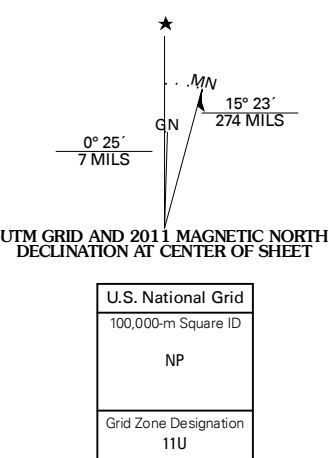 MN
GN
15° 23´
274 MILS
0° 25´
7 MILS
UTM GRID AND 2011 MAGNETIC NORTH
DECLINATION AT CENTER OF SHEET
U.S. National Grid
100,000-m Square ID
NP
Grid Zone Designation
11U